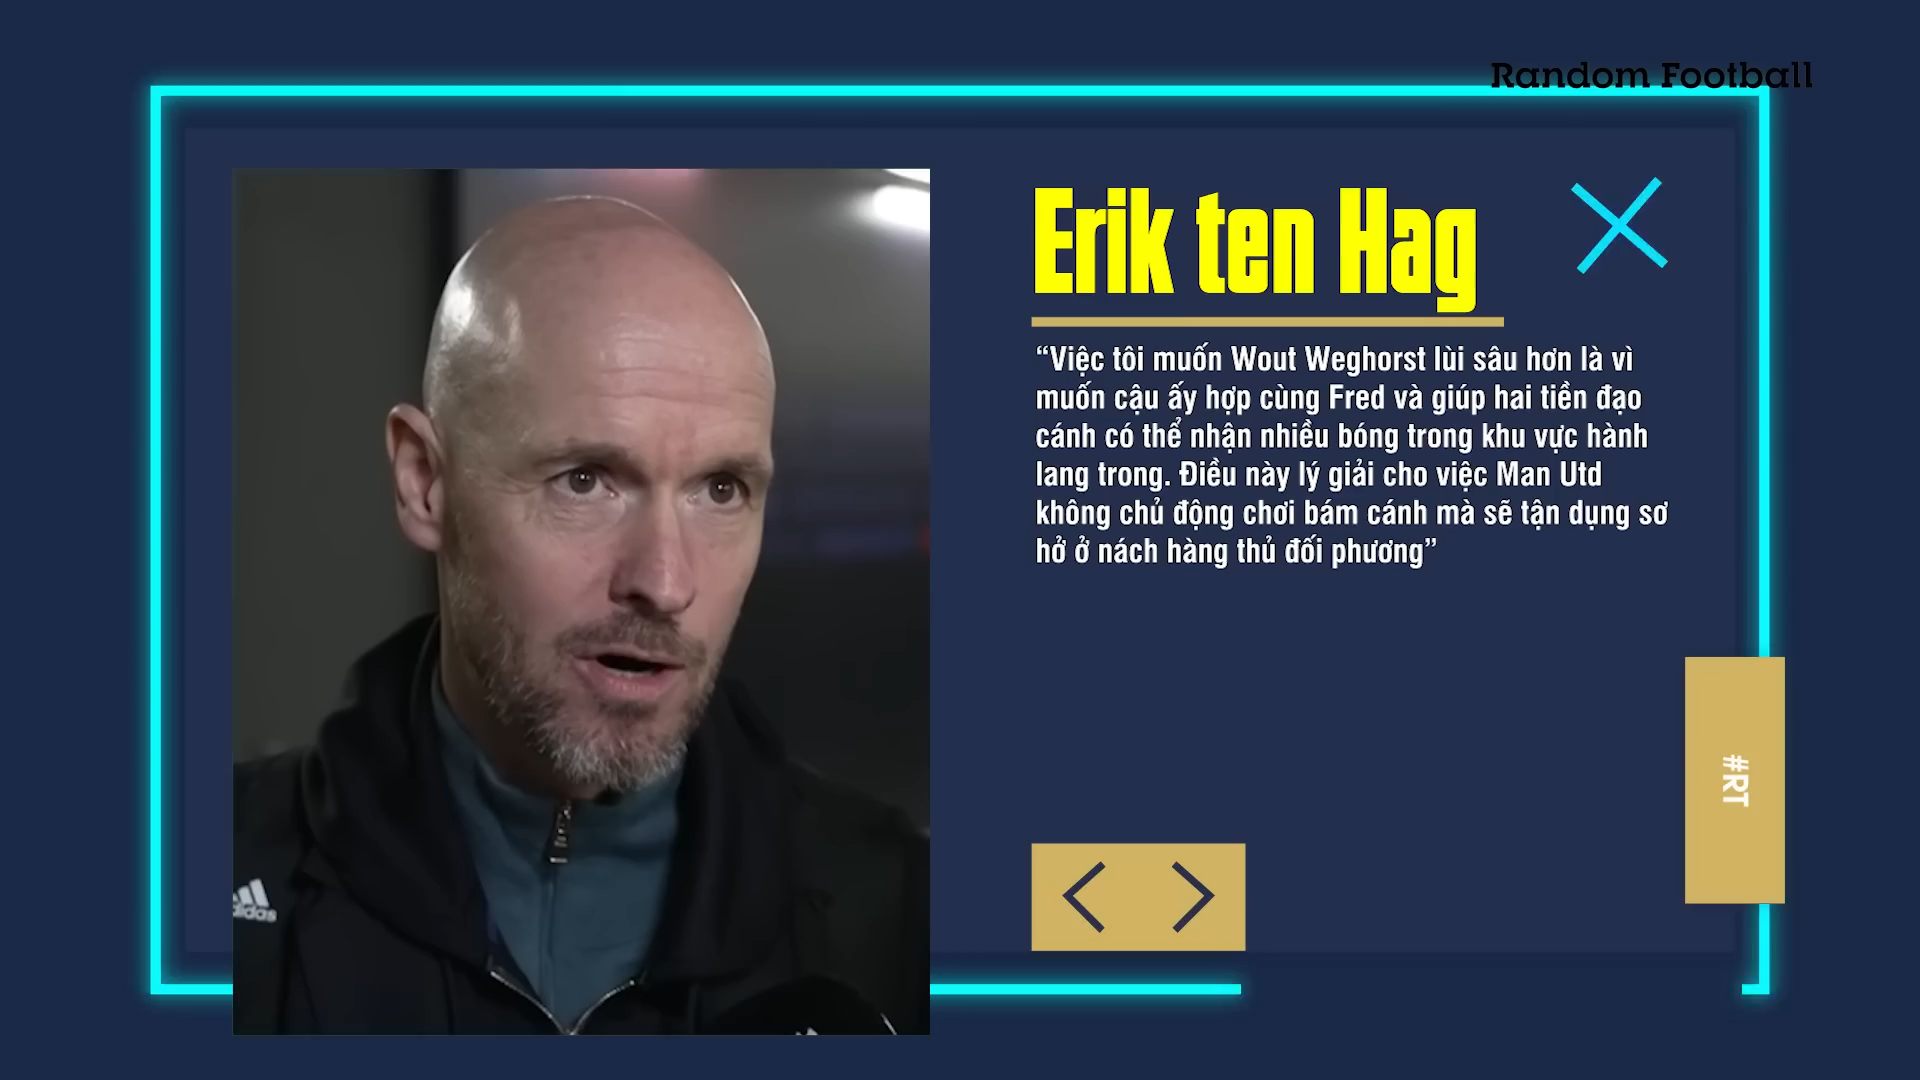 Random Football
Erik ten Hag
“Việc tôi muốn Wout Weghorst lùi sâu hơn là vì
muốn cậu ấy hợp cùng Fred và giúp hai tiền đạo
cánh có thể nhận nhiều bóng trong khu vực hành
lang trong. Điều này lý giải cho việc Man Utd
không chủ động chơi bám cánh mà sẽ tận dụng sơ
hở ở nách hàng thủ đối phương”
#RT
adidas